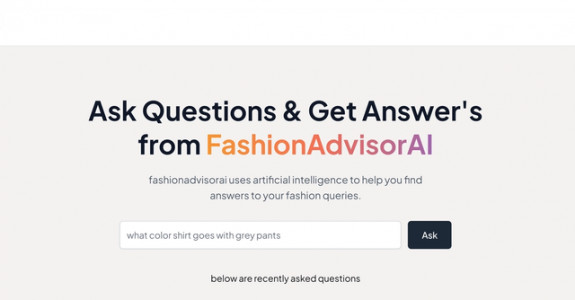 Ask Questions & Get Answer's
from FashionAdvisorAI
fashionadvisorai uses artificial intelligence to help you find
answers to your fashion queries.
what color shirt goes with grey pants
Ask
below are recently asked questions